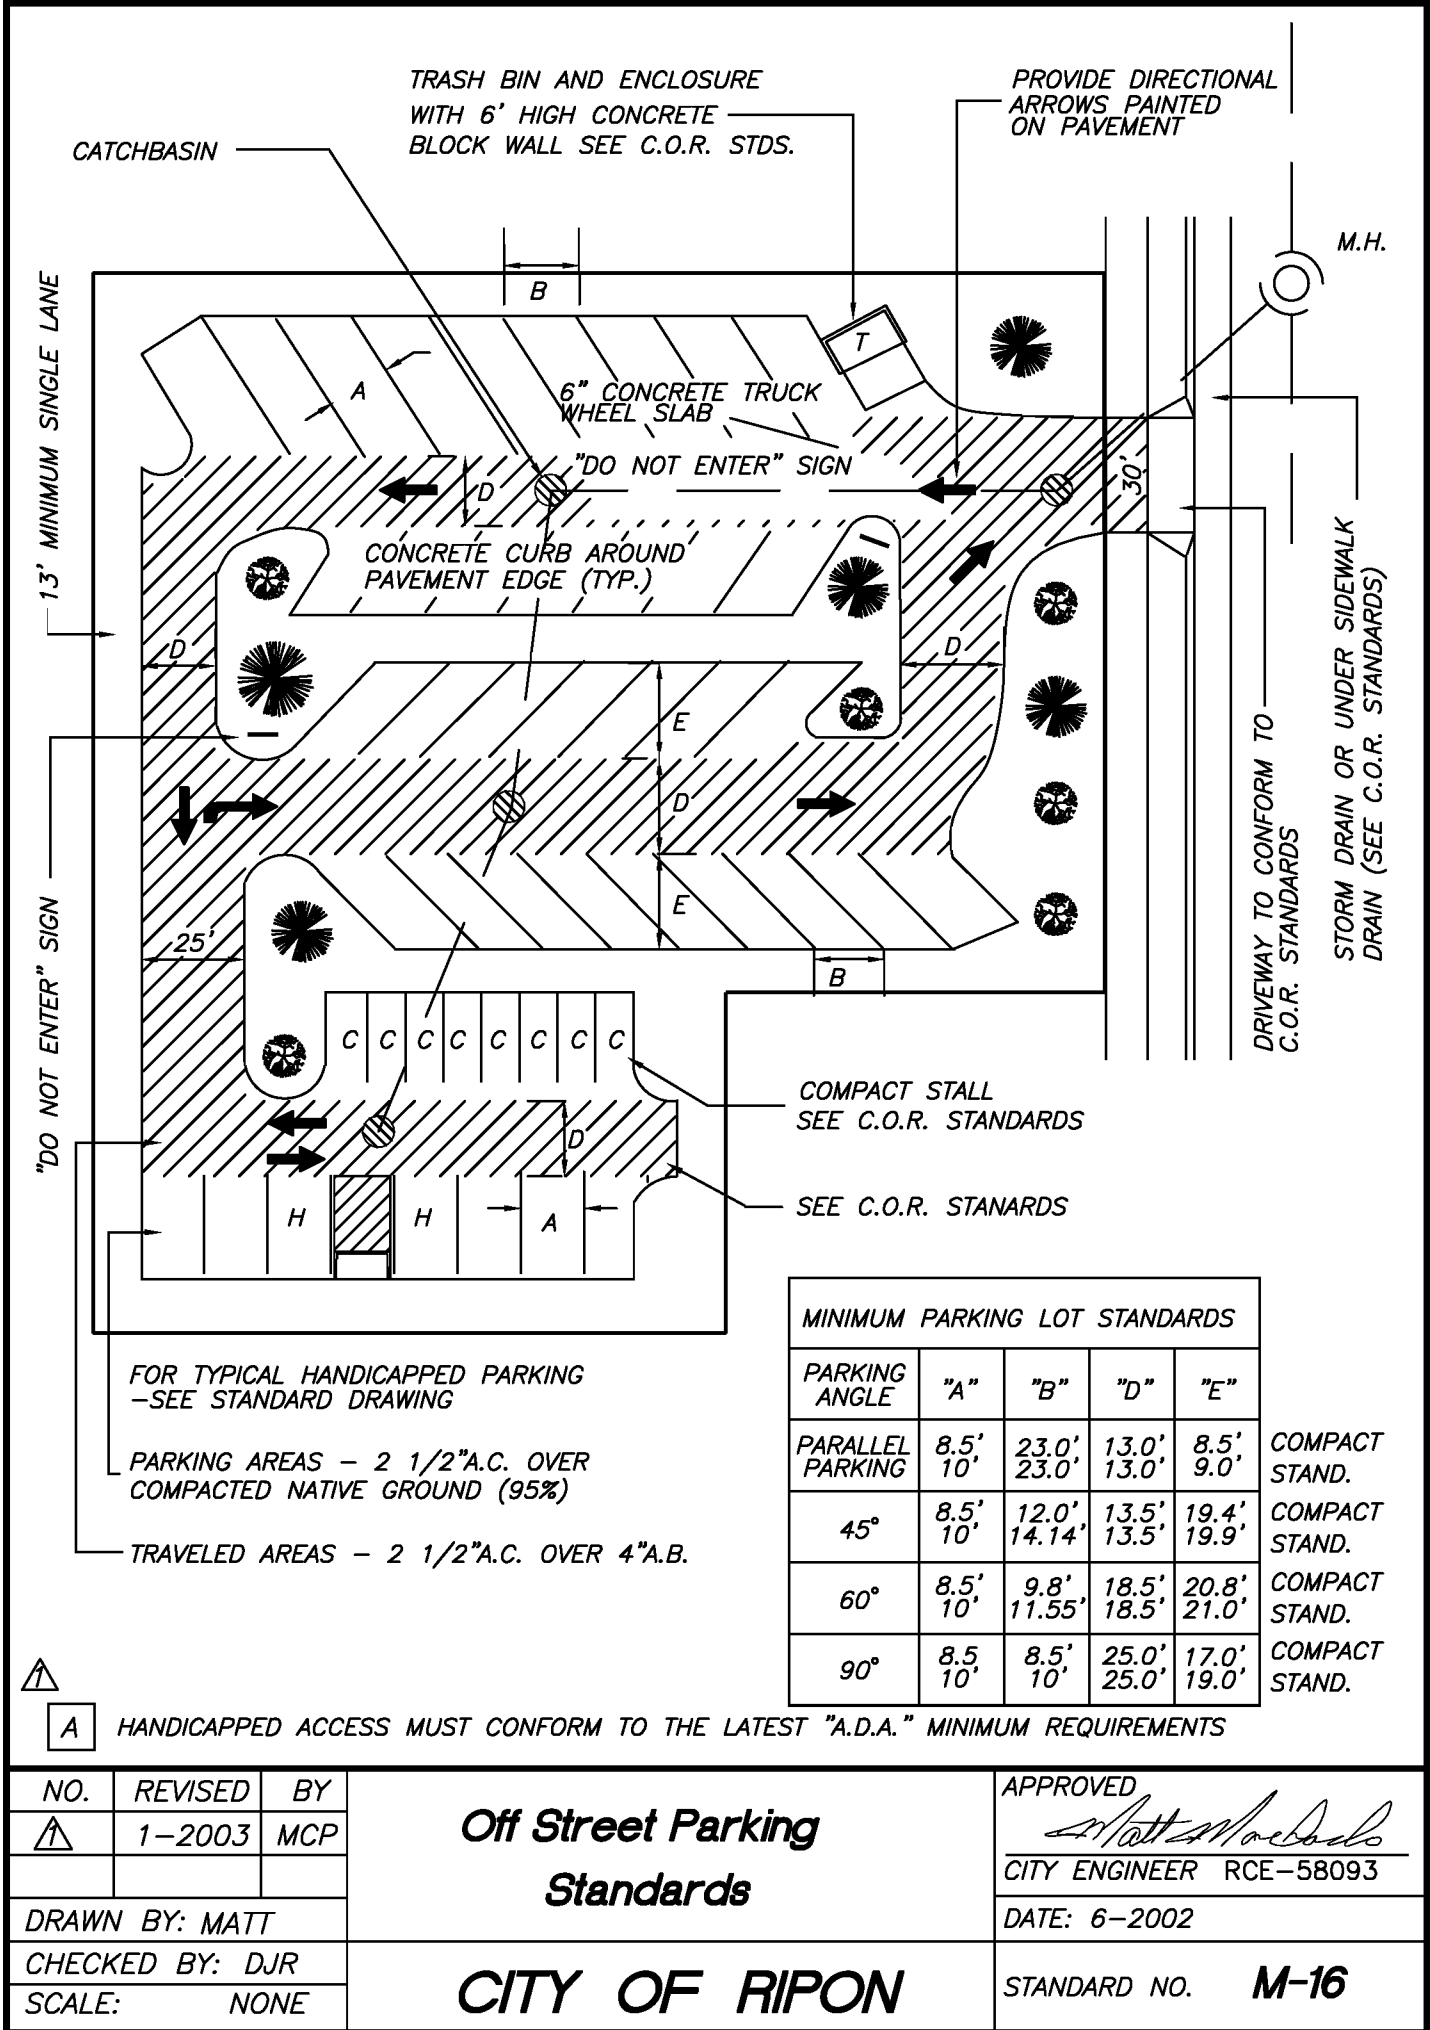 TRASH BIN AND ENCLOSURE
WITH 6' HIGH CONCRETE
BLOCK WALL SEE C.O.R. STDS.
PROVIDE DIRECTIONAL
ARROWS PAINTED
ON PAVEMENT
CATCHBASIN
M.H.
13' MINIMUM SINGLE LANE
B
T
A
6" CONCRETE TRUCK
WHEEL SLAB
"DO NOT ENTER" SIGN
D
30'
CONCRETE CURB AROUND
PAVEMENT EDGE (TYP.)
D
D
E
D
E
25'
B
"DO NOT ENTER" SIGN
DRIVEWAY TO CONFORM TO
C.O.R. STANDARDS
STORM DRAIN OR UNDER SIDEWALK
DRAIN (SEE C.O.R. STANDARDS)
C C C C C C C C
COMPACT STALL
SEE C.O.R. STANDARDS
D
SEE C.O.R. STANARDS
H H A
FOR TYPICAL HANDICAPPED PARKING
-SEE STANDARD DRAWING
PARKING AREAS - 2 1/2"A.C. OVER
COMPACTED NATIVE GROUND (95%)
TRAVELED AREAS - 2 1/2"A.C. OVER 4"A.B.
MINIMUM PARKING LOT STANDARDS
PARKING ANGLE "A" "B" "D" "E"
PARALLEL 8.5' 23.0' 13.0' 8.5' COMPACT
PARKING 10' 23.0' 13.0' 9.0' STAND.
45° 8.5' 12.0' 13.5' 19.4' COMPACT
10' 14.14' 13.5' 19.9' STAND.
60° 8.5' 9.8' 18.5' 20.8' COMPACT
10' 11.55' 18.5' 21.0' STAND.
90° 8.5 8.5' 25.0' 17.0' COMPACT
10' 10' 25.0' 19.0' STAND.
1
A HANDICAPPED ACCESS MUST CONFORM TO THE LATEST "A.D.A." MINIMUM REQUIREMENTS
NO. REVISED BY
1 1-2003 MCP
DRAWN BY: MATT
CHECKED BY: DJR
SCALE: NONE
Off Street Parking
Standards
CITY OF RIPON
APPROVED
Matt Machado
CITY ENGINEER RCE-58093
DATE: 6-2002
STANDARD NO. M-16